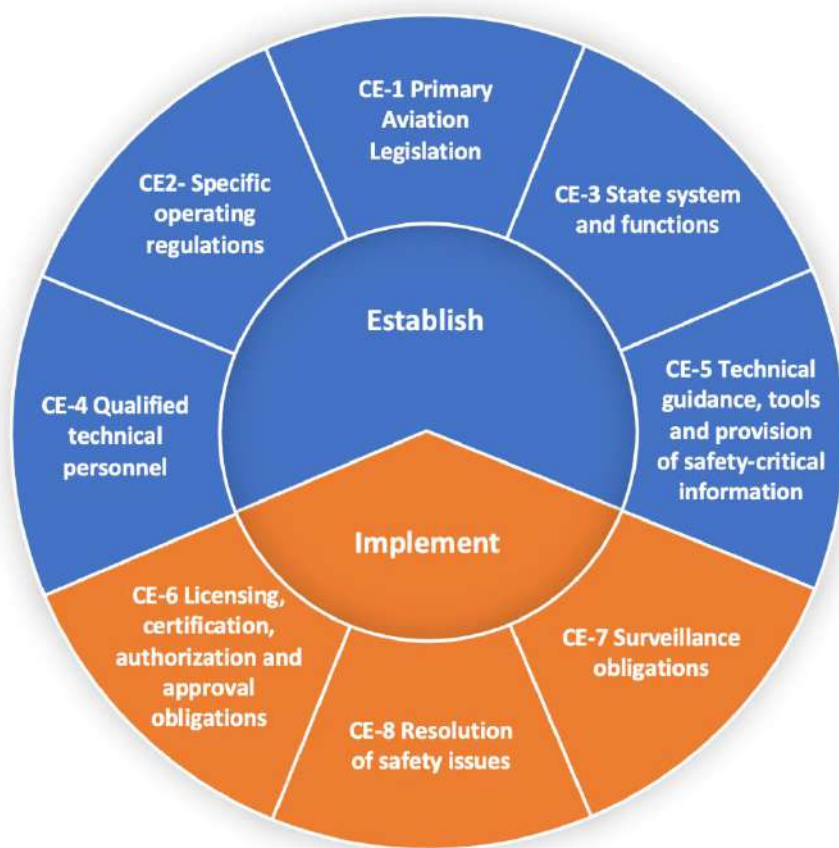 CE-1 Primary
Aviation
Legislation
CE2- Specific
operating
regulations
CE-3 State system
and functions
Establish
CE-4 Qualified
technical
personnel
CE-5 Technical
guidance, tools
and provision
of safety-critical
information
Implement
CE-6 Licensing,
certification,
authorization and
approval
obligations
CE-7 Surveillance
obligations
CE-8 Resolution
of safety issues